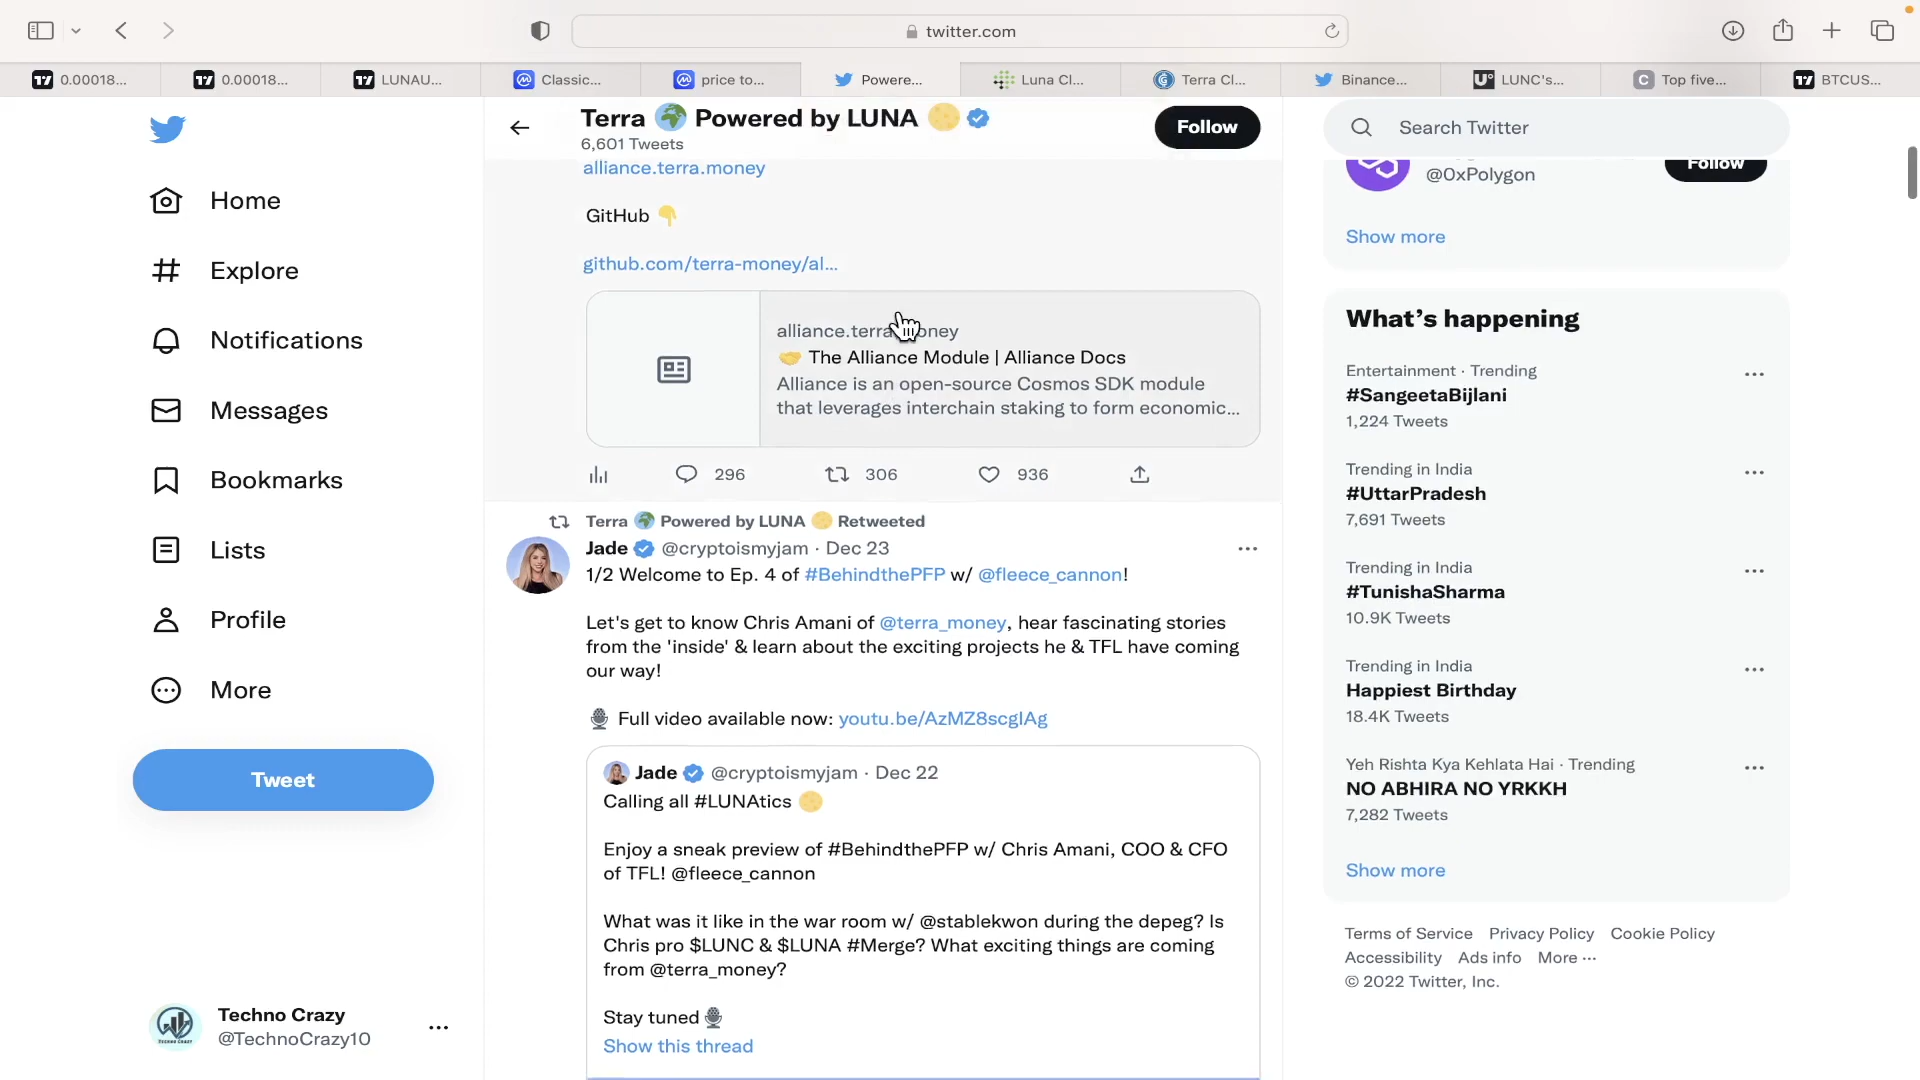 twitter.com
0.00018...
0.00018...
LUNAU...
Classic...
price to...
Powere...
Luna Cl...
Terra Cl...
Binance...
LUNC's...
Top five...
BTCUS...
Home
Explore
Notifications
Messages
Bookmarks
Lists
Profile
More
Tweet
Techno Crazy
@TechnoCrazy10
Terra 🌍 Powered by LUNA 🌕
6,601 Tweets
Follow
alliance.terra.money
GitHub 👇
github.com/terra-money/al...
alliance.terra.money
🤝 The Alliance Module | Alliance Docs
Alliance is an open-source Cosmos SDK module
that leverages interchain staking to form economic...
296 306 936
Terra 🌍 Powered by LUNA 🌕 Retweeted
Jade @cryptoismyjam · Dec 23
1/2 Welcome to Ep. 4 of #BehindthePFP w/ @fleece_cannon!
Let's get to know Chris Amani of @terra_money, hear fascinating stories
from the 'inside' & learn about the exciting projects he & TFL have coming
our way!
🎙 Full video available now: youtu.be/AzMZ8scglAg
Jade @cryptoismyjam · Dec 22
Calling all #LUNAtics 🌕
Enjoy a sneak preview of #BehindthePFP w/ Chris Amani, COO & CFO
of TFL! @fleece_cannon
What was it like in the war room w/ @stablekwon during the depeg? Is
Chris pro $LUNC & $LUNA #Merge? What exciting things are coming
from @terra_money?
Stay tuned 🎙
Show this thread
Search Twitter
@0xPolygon
Follow
Show more
What's happening
Entertainment · Trending
#SangeetaBijlani
1,224 Tweets
Trending in India
#UttarPradesh
7,691 Tweets
Trending in India
#TunishaSharma
10.9K Tweets
Trending in India
Happiest Birthday
18.4K Tweets
Yeh Rishta Kya Kehlata Hai · Trending
NO ABHIRA NO YRKKH
7,282 Tweets
Show more
Terms of Service Privacy Policy Cookie Policy
Accessibility Ads info More ···
© 2022 Twitter, Inc.